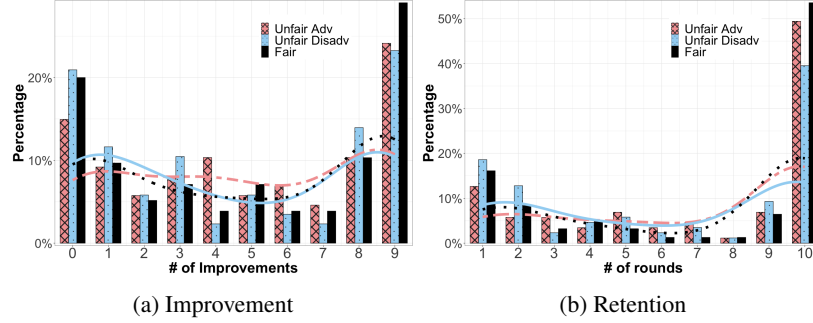 Unfair Adv
Unfair Disadv
Fair
Percentage
20%
10%
0%
0 1 2 3 4 5 6 7 8 9
# of Improvements
(a) Improvement
Unfair Adv
Unfair Disadv
Fair
Percentage
50%
40%
30%
20%
10%
0%
1 2 3 4 5 6 7 8 9 10
# of rounds
(b) Retention